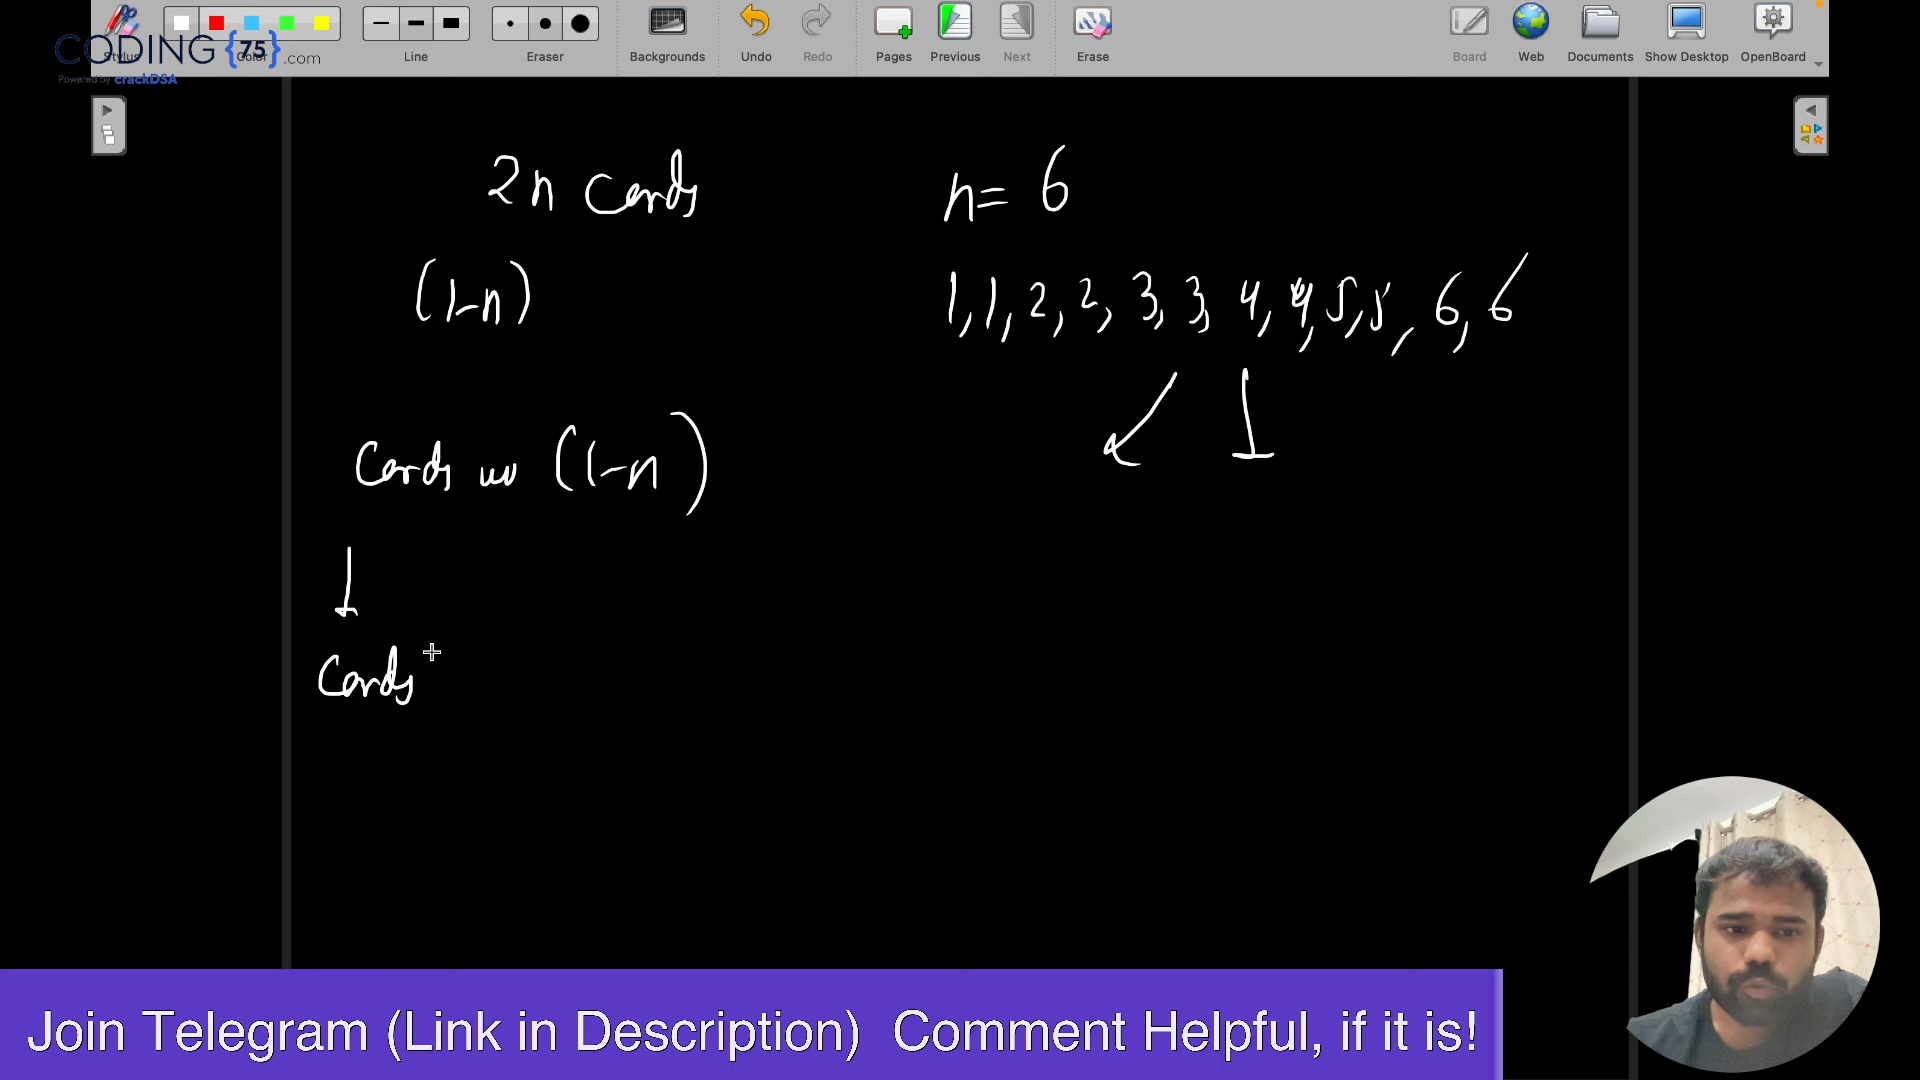 Stylus
Color
Line
Eraser
Backgrounds
Undo
Redo
Pages
Previous
Next
Erase
Board
Web
Documents
Show Desktop
OpenBoard
CODING {75} .com
Powered by crackDSA
2n cards
n= 6
(1-n)
1,1,2,2,3,3,4,4,5,5,6,6
Cards w (1-n)
Cards
Join Telegram (Link in Description) Comment Helpful, if it is!